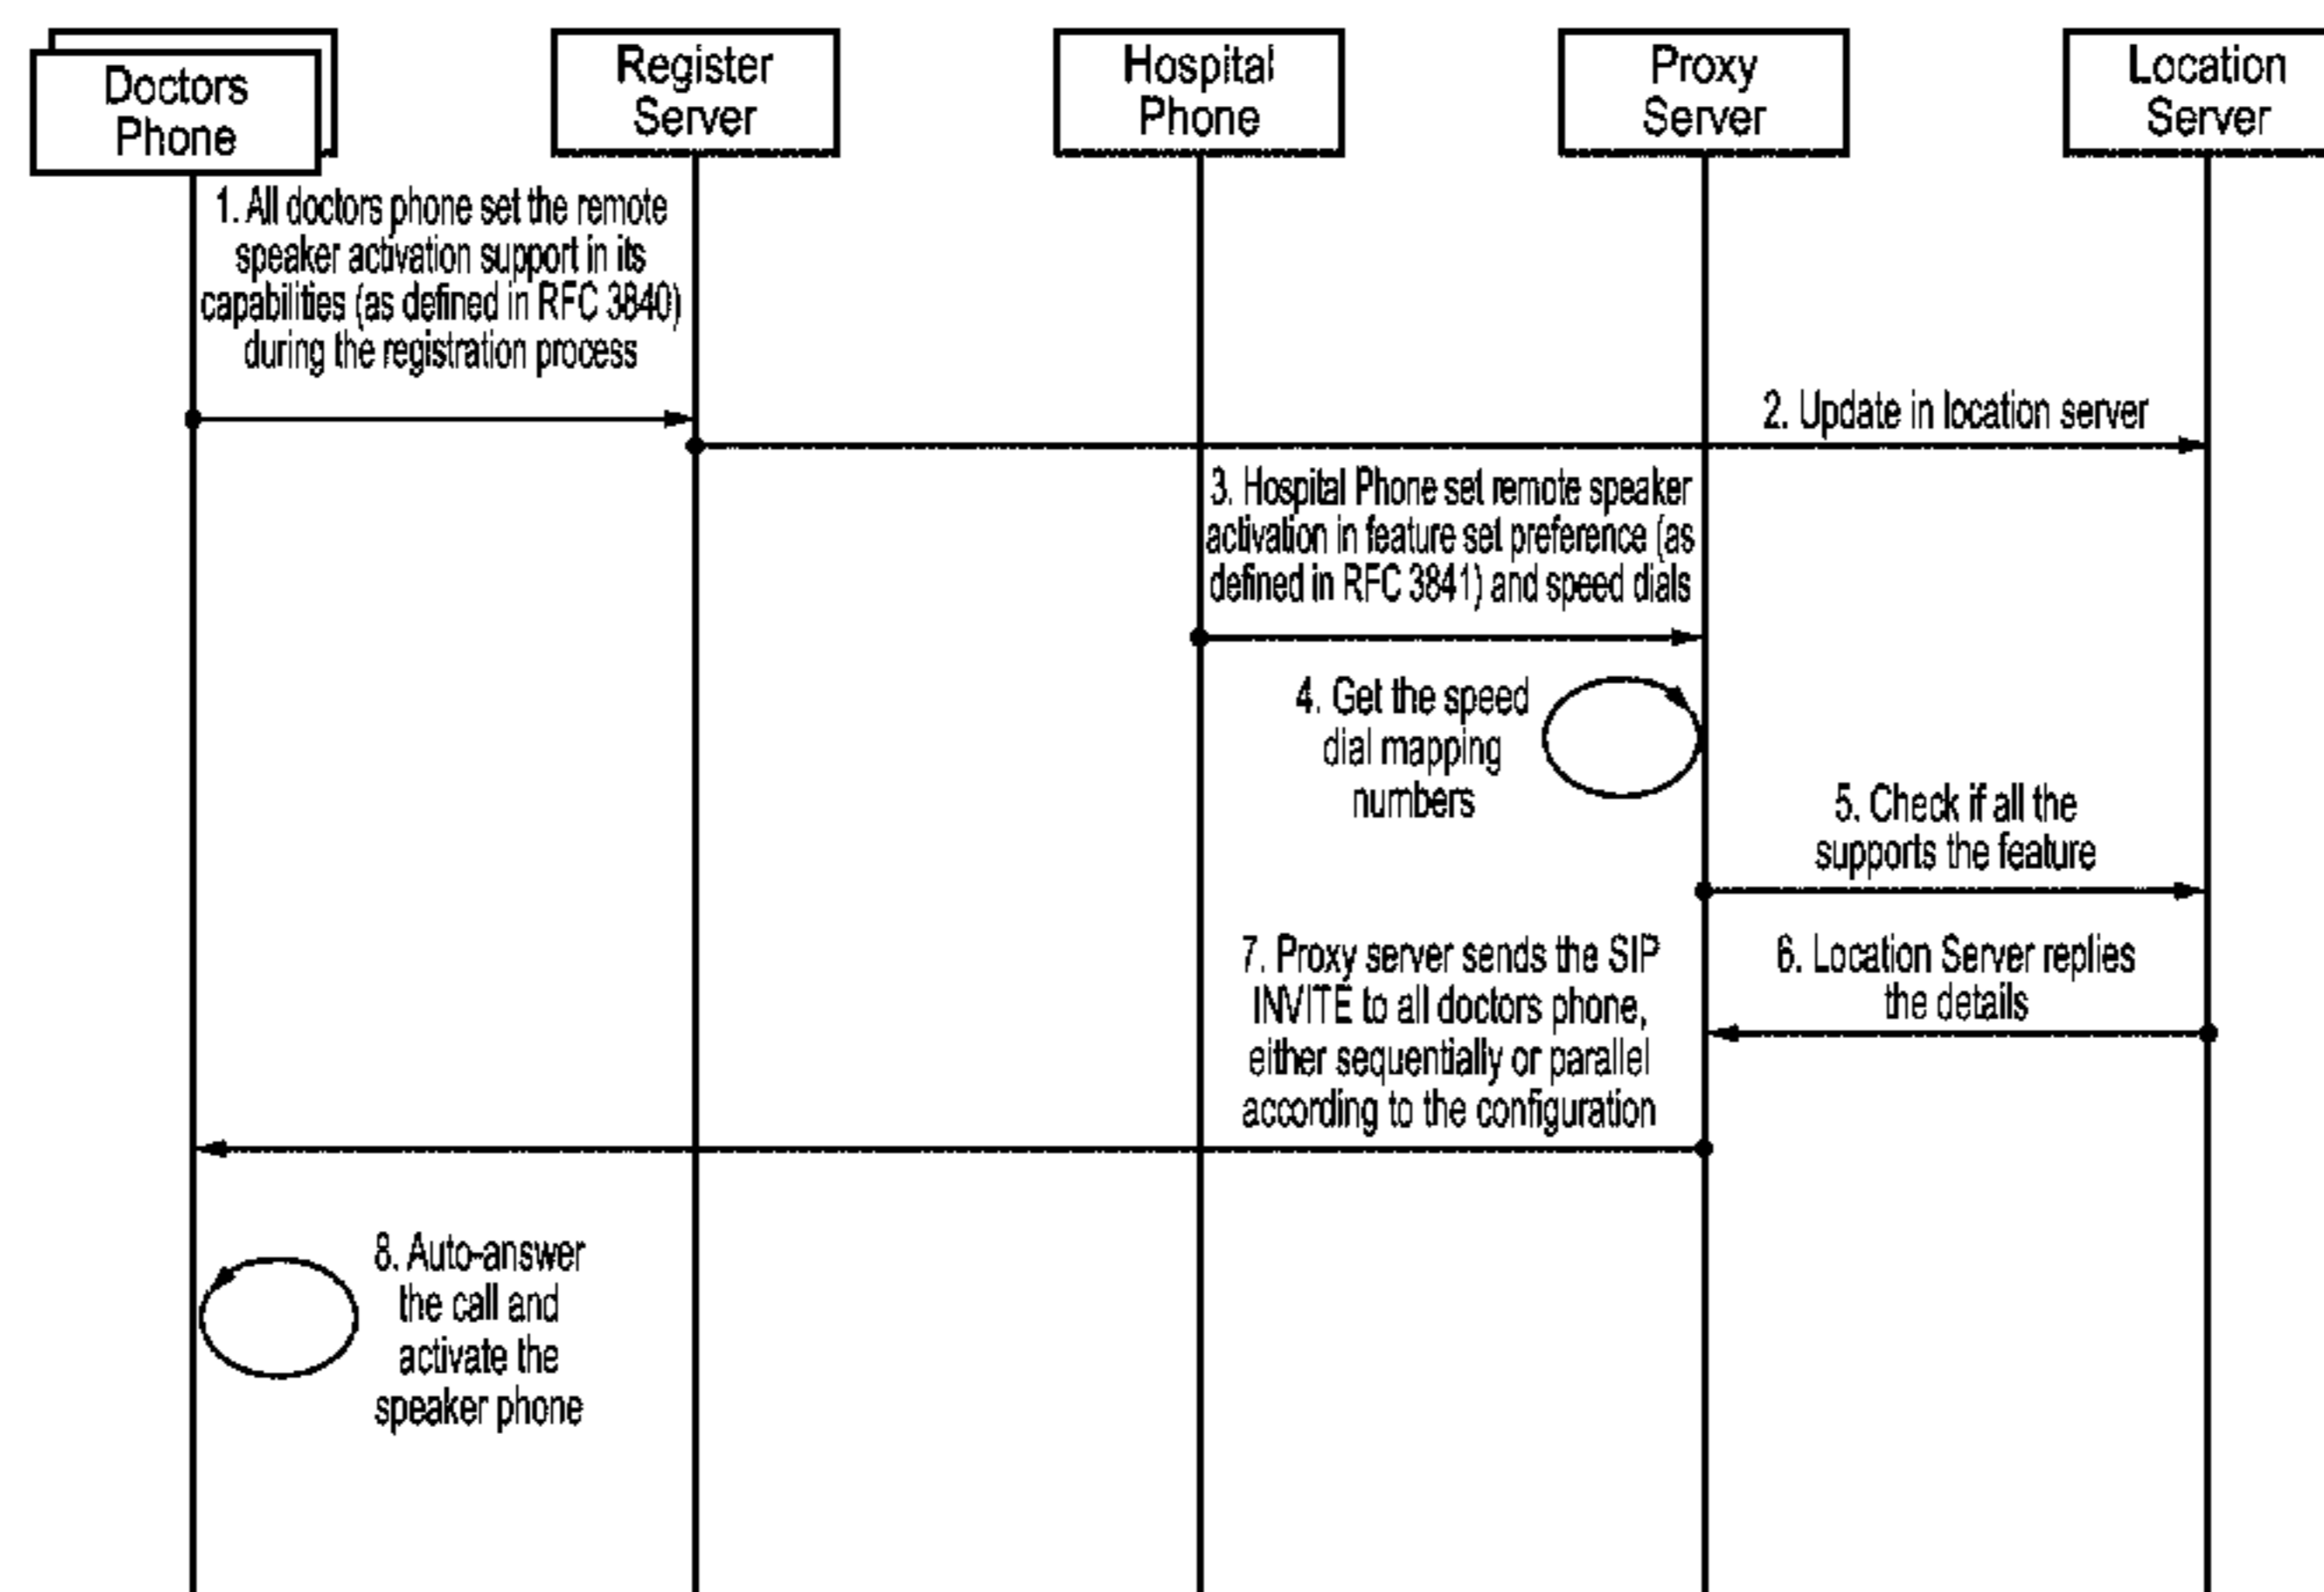 Doctors
Phone
Register
Server
Hospital
Phone
Proxy
Server
Location
Server
1. All doctors phone set the remote
speaker activation support in its
capabilities (as defined in RFC 3840)
during the registration process
2. Update in location server
3. Hospital Phone set remote speaker
activation in feature set preference (as
defined in RFC 3841) and speed dials
4. Get the speed
dial mapping
numbers
5. Check if all the
supports the feature
6. Location Server replies
the details
7. Proxy server sends the SIP
INVITE to all doctors phone,
either sequentially or parallel
according to the configuration
8. Auto-answer
the call and
activate the
speaker phone